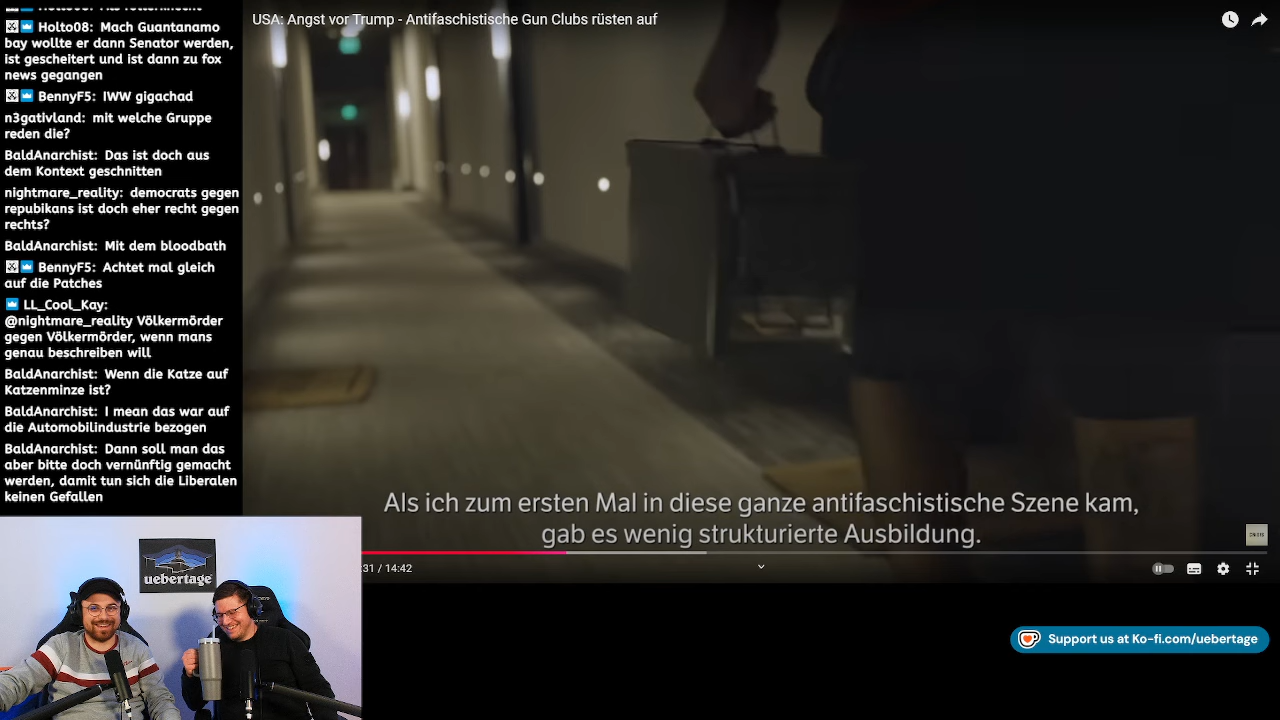 Holto08: Mach Guantanamo
bay wollte er dann Senator werden,
ist gescheitert und ist dann zu fox
news gegangen
BennyF5: IWW gigachad
n3gativland: mit welche Gruppe
reden die?
BaldAnarchist: Das ist doch aus
dem Kontext geschnitten
nightmare_reality: democrats gegen
repubikans ist doch eher recht gegen
rechts?
BaldAnarchist: Mit dem bloodbath
BennyF5: Achtet mal gleich
auf die Patches
LL_Cool_Kay:
@nightmare_reality Völkermörder
gegen Völkermörder, wenn mans
genau beschreiben will
BaldAnarchist: Wenn die Katze auf
Katzenminze ist?
BaldAnarchist: I mean das war auf
die Automobilindustrie bezogen
BaldAnarchist: Dann soll man das
aber bitte doch vernünftig gemacht
werden, damit tun sich die Liberalen
keinen Gefallen
USA: Angst vor Trump - Antifaschistische Gun Clubs rüsten auf
Als ich zum ersten Mal in diese ganze antifaschistische Szene kam,
gab es wenig strukturierte Ausbildung.
:31 / 14:42
uebertage
Support us at Ko-fi.com/uebertage